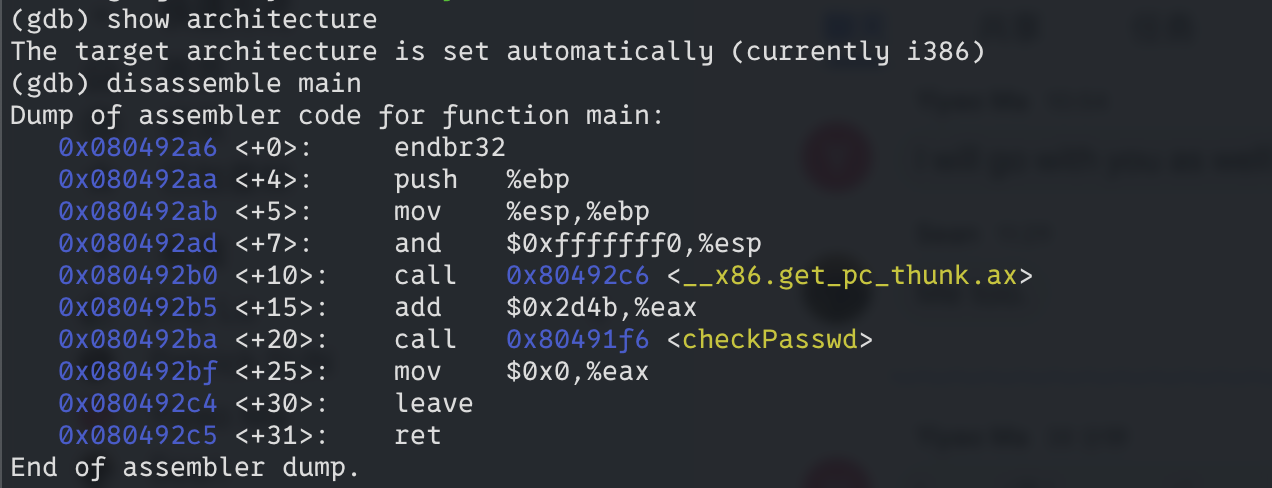 (gdb) show architecture
The target architecture is set automatically (currently i386)
(gdb) disassemble main
Dump of assembler code for function main:
   0x080492a6 <+0>:     endbr32
   0x080492aa <+4>:     push   %ebp
   0x080492ab <+5>:     mov    %esp,%ebp
   0x080492ad <+7>:     and    $0xfffffff0,%esp
   0x080492b0 <+10>:    call   0x80492c6 <__x86.get_pc_thunk.ax>
   0x080492b5 <+15>:    add    $0x2d4b,%eax
   0x080492ba <+20>:    call   0x80491f6 <checkPasswd>
   0x080492bf <+25>:    mov    $0x0,%eax
   0x080492c4 <+30>:    leave
   0x080492c5 <+31>:    ret
End of assembler dump.